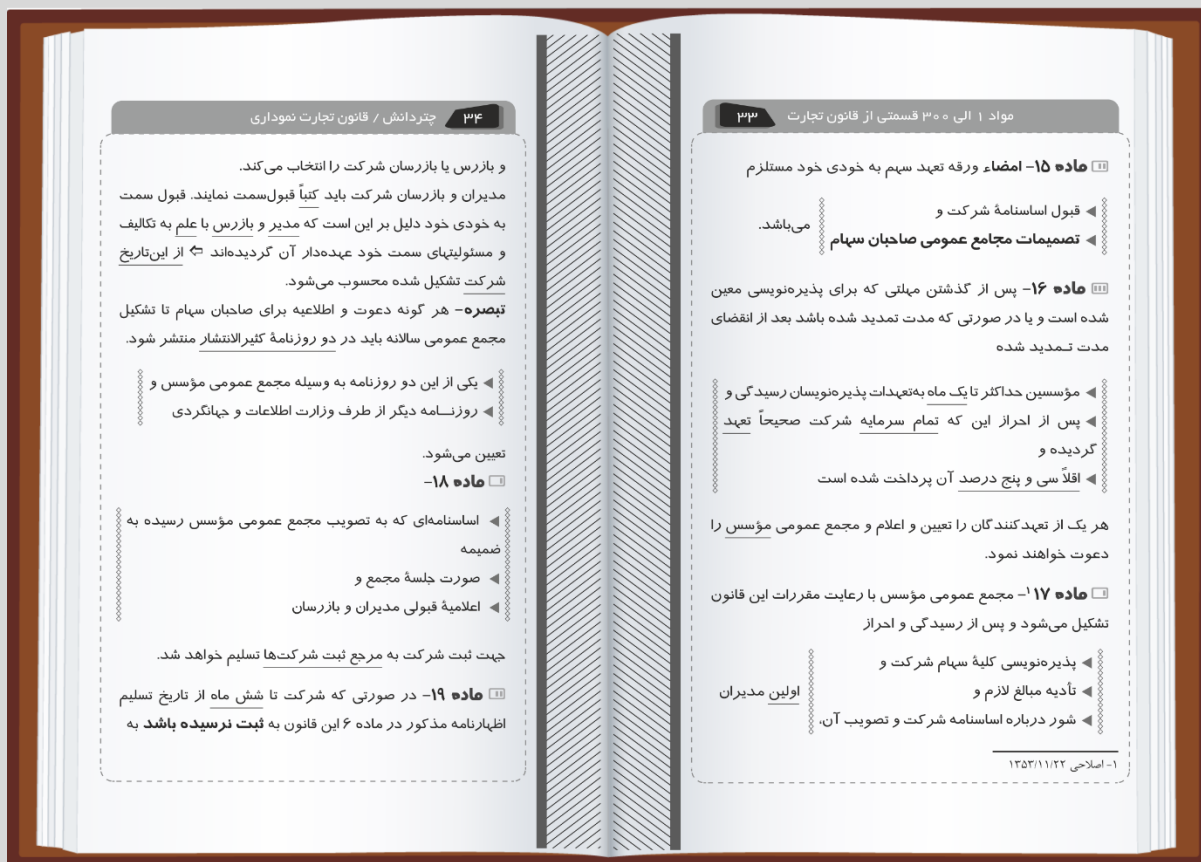 مواد ۱ الی ۳۰۰ قسمتی از قانون تجارت ۳۳
ماده ۱۵- امضاء ورقه تعهد سهم به خودی خود مستلزم
قبول اساسنامۀ شرکت و
تصمیمات مجامع عمومی صاحبان سهام
می‌باشد.
ماده ۱۶- پس از گذشتن مهلتی که برای پذیره‌نویسی معین
شده است و یا در صورتی که مدت تمدید شده باشد بعد از انقضای
مدت تـمدید شده
مؤسسین حداکثر تا یک ماه به‌تعهدات پذیره‌نویسان رسیدگی و
پس از احراز این که تمام سرمایه شرکت صحیحاً تعهد
گردیده و
اقلاً سی و پنج درصد آن پرداخت شده است
هر یک از تعهدکنندگان را تعیین و اعلام و مجمع عمومی مؤسس را
دعوت خواهند نمود.
ماده ۱۷۱- مجمع عمومی مؤسس با رعایت مقررات این قانون
تشکیل می‌شود و پس از رسیدگی و احراز
پذیره‌نویسی کلیۀ سهام شرکت و
تأدیه مبالغ لازم و
شور درباره اساسنامه شرکت و تصویب آن،
اولین مدیران
۱- اصلاحی ۱۳۵۳/۱۱/۲۲
۳۴ چتردانش / قانون تجارت نموداری
و بازرس یا بازرسان شرکت را انتخاب می‌کند.
مدیران و بازرسان شرکت باید کتباً قبول‌سمت نمایند. قبول سمت
به خودی خود دلیل بر این است که مدیر و بازرس با علم به تکالیف
و مسئولیتهای سمت خود عهده‌دار آن گردیده‌اند ⇦ از این‌تاریخ
شرکت تشکیل شده محسوب می‌شود.
تبصره- هر گونه دعوت و اطلاعیه برای صاحبان سهام تا تشکیل
مجمع عمومی سالانه باید در دو روزنامۀ کثیرالانتشار منتشر شود.
یکی از این دو روزنامه به وسیله مجمع عمومی مؤسس و
روزنـــامه دیگر از طرف وزارت اطلاعات و جهانگردی
تعیین می‌شود.
ماده ۱۸-
اساسنامه‌ای که به تصویب مجمع عمومی مؤسس رسیده به
ضمیمه
صورت جلسۀ مجمع و
اعلامیۀ قبولی مدیران و بازرسان
جهت ثبت شرکت به مرجع ثبت شرکت‌ها تسلیم خواهد شد.
ماده ۱۹- در صورتی که شرکت تا شش ماه از تاریخ تسلیم
اظهارنامه مذکور در ماده ۶ این قانون به ثبت نرسیده باشد به